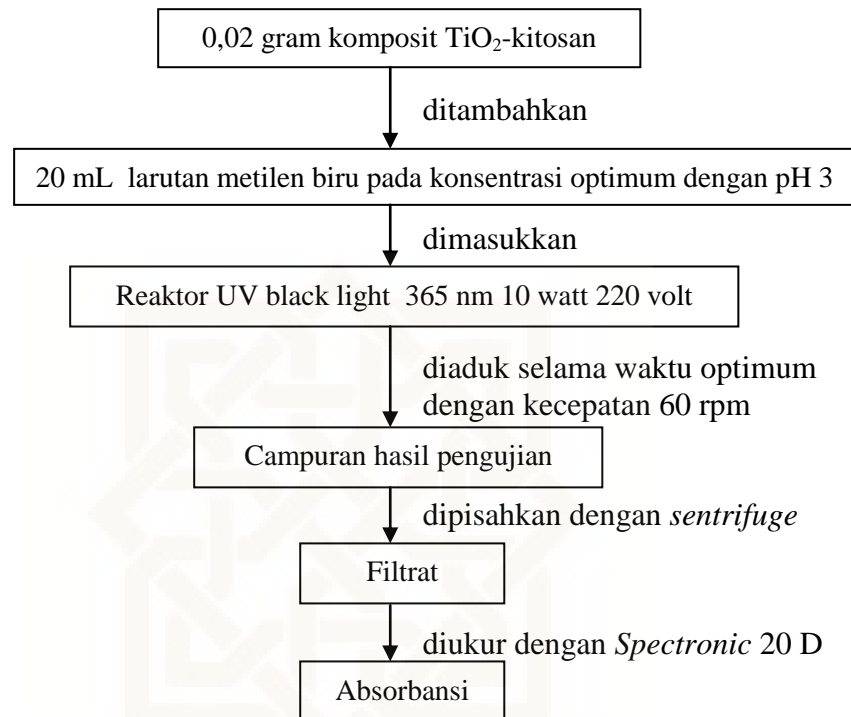 0,02 gram komposit TiO₂-kitosan
ditambahkan
20 mL larutan metilen biru pada konsentrasi optimum dengan pH 3
dimasukkan
Reaktor UV black light 365 nm 10 watt 220 volt
diaduk selama waktu optimum
dengan kecepatan 60 rpm
Campuran hasil pengujian
dipisahkan dengan sentrifuge
Filtrat
diukur dengan Spectronic 20 D
Absorbansi